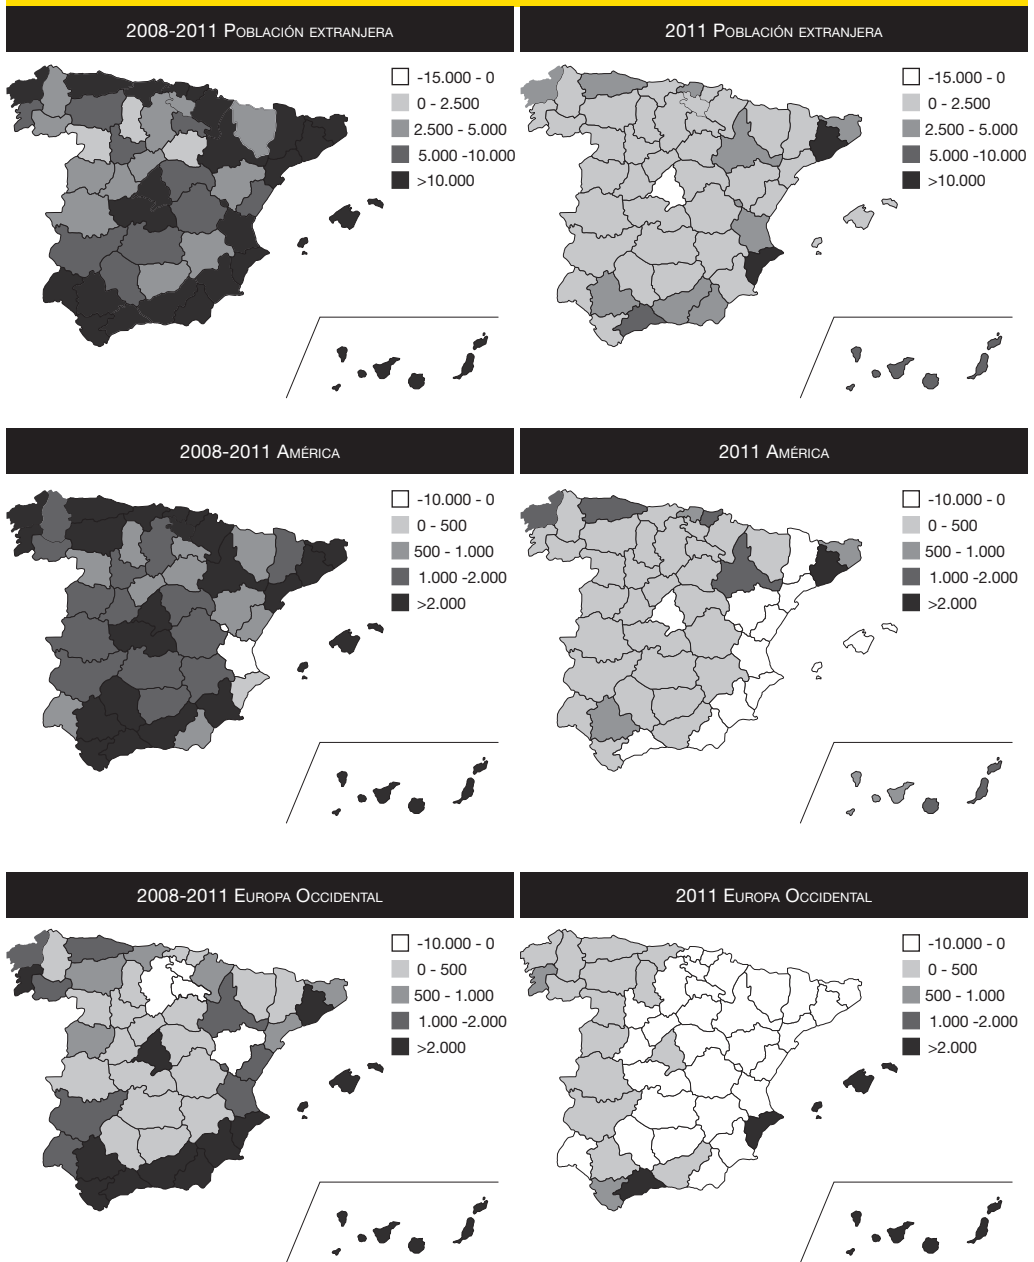 2008-2011 Población extranjera
-15.000 - 0
0 - 2.500
2.500 - 5.000
5.000 -10.000
>10.000
2011 Población extranjera
-15.000 - 0
0 - 2.500
2.500 - 5.000
5.000 -10.000
>10.000
2008-2011 América
-10.000 - 0
0 - 500
500 - 1.000
1.000 -2.000
>2.000
2011 América
-10.000 - 0
0 - 500
500 - 1.000
1.000 -2.000
>2.000
2008-2011 Europa Occidental
-10.000 - 0
0 - 500
500 - 1.000
1.000 -2.000
>2.000
2011 Europa Occidental
-10.000 - 0
0 - 500
500 - 1.000
1.000 -2.000
>2.000